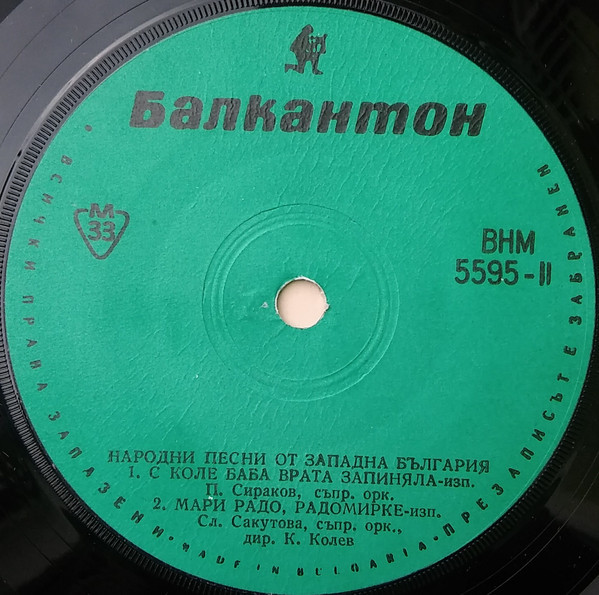 Балкантон
М
33
ВНМ
5595-II
НАРОДНИ ПЕСНИ ОТ ЗАПАДНА БЪЛГАРИЯ
1. С КОЛЕ БАБА ВРАТА ЗАПИНЯЛА-изп.
П. Сираков, съпр. орк.
2. МАРИ РАДО, РАДОМИРКЕ-изп.
Сл. Сакутова, съпр. орк.,
дир. К. Колев
• ВСИЧКИ ПРАВА ЗАПАЗЕНИ • MADE IN BULGARIA • ПРЕЗАПИСЪТ Е ЗАБРАНЕН